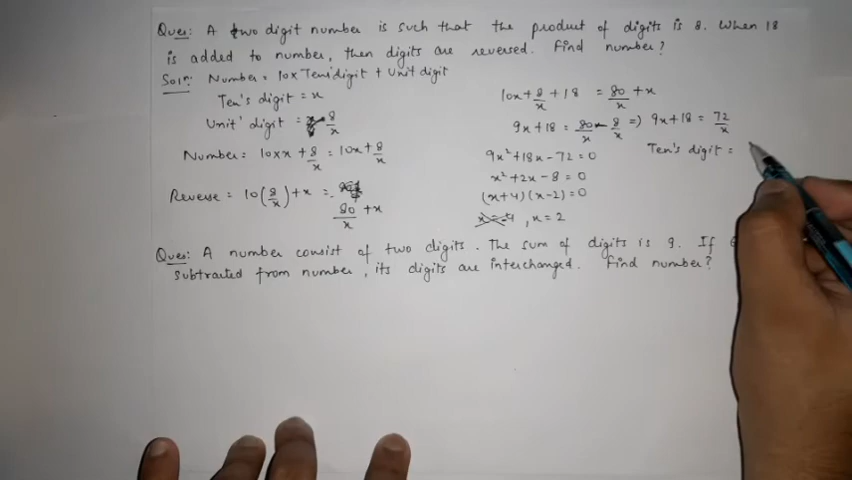 Ques: A two digit number is such that the product of digits is 8. When 18
is added to number, then digits are reversed. Find number?
Soln: Number = 10x Ten's digit + Unit digit
Ten's digit = x
Unit' digit = 8/x
Number = 10xx + 8/x = 10x + 8/x
Reverse = 10(8/x) + x =
80/x + x
10x + 8/x + 18 = 80/x + x
9x + 18 = 80/x - 8/x => 9x + 18 = 72/x
9x² + 18x - 72 = 0
x² + 2x - 8 = 0
(x+4)(x-2) = 0
x = -4, x = 2
Ten's digit =
Ques: A number consist of two digits. The sum of digits is 9. If
subtracted from number, its digits are interchanged. Find number?